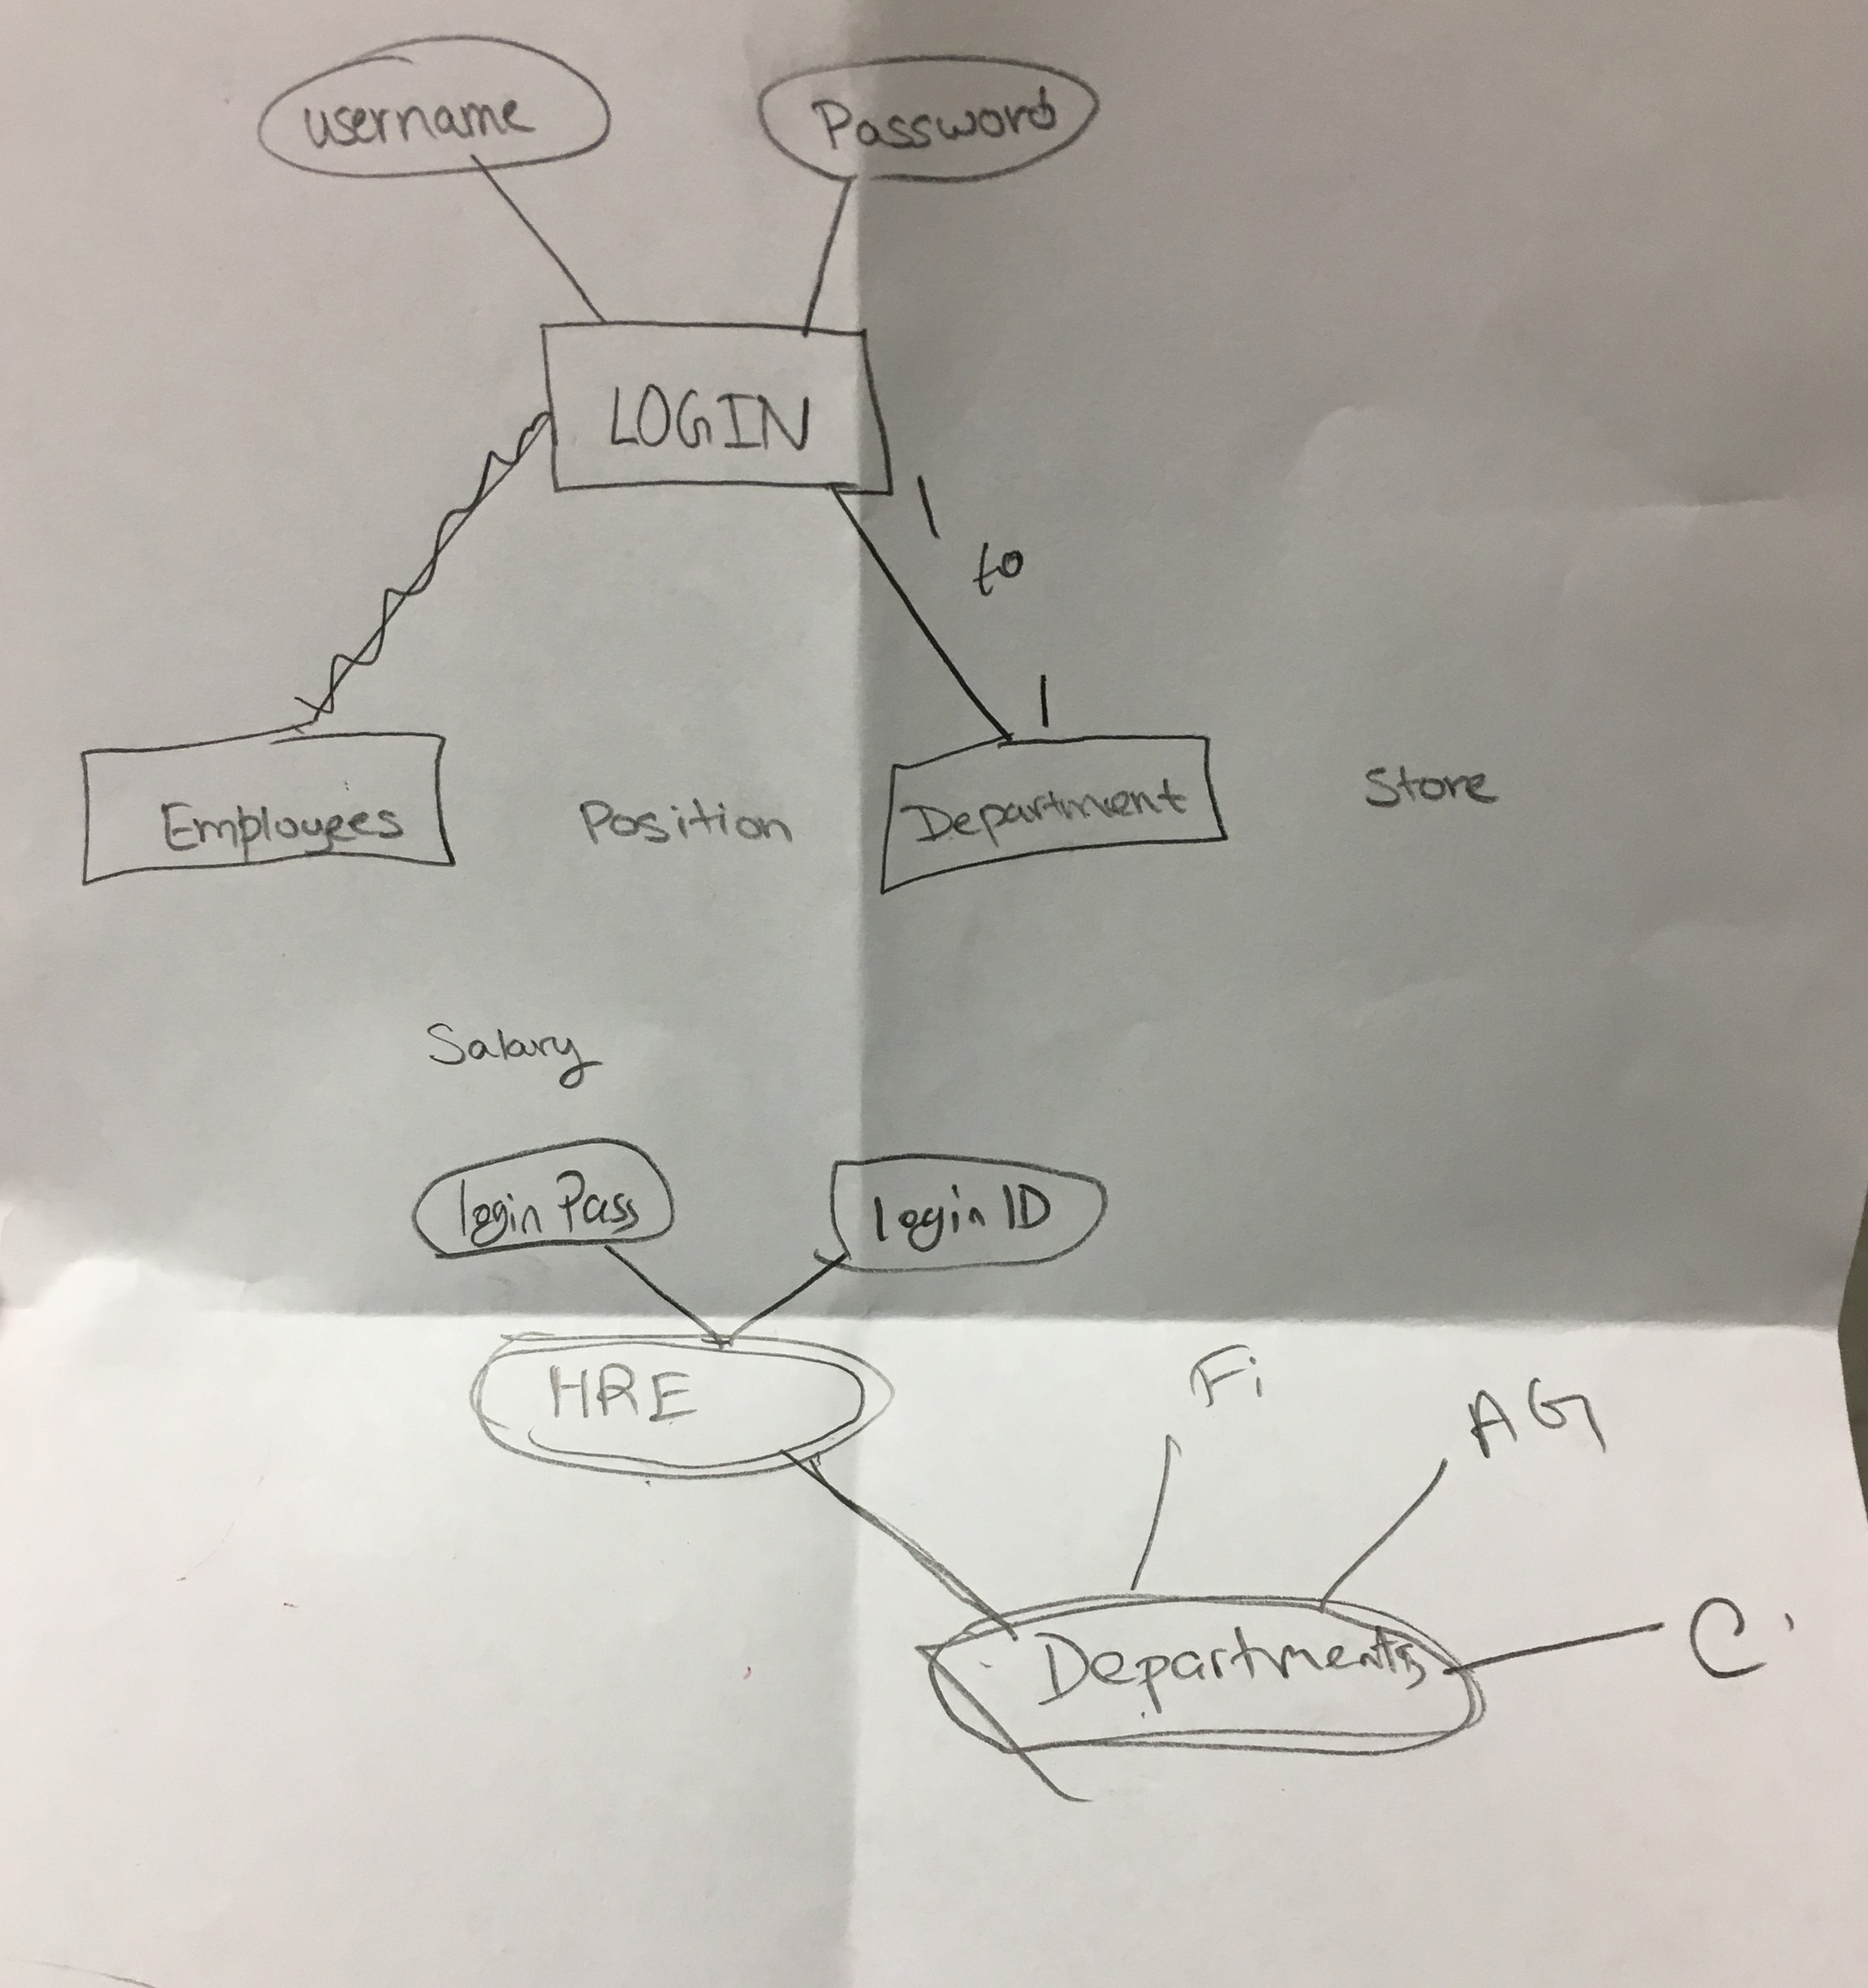 username
Password
LOGIN
1
to
1
Employees
Position
Department
Store
Salary
login Pass
login ID
HRE
Fi
AG
Departments
C